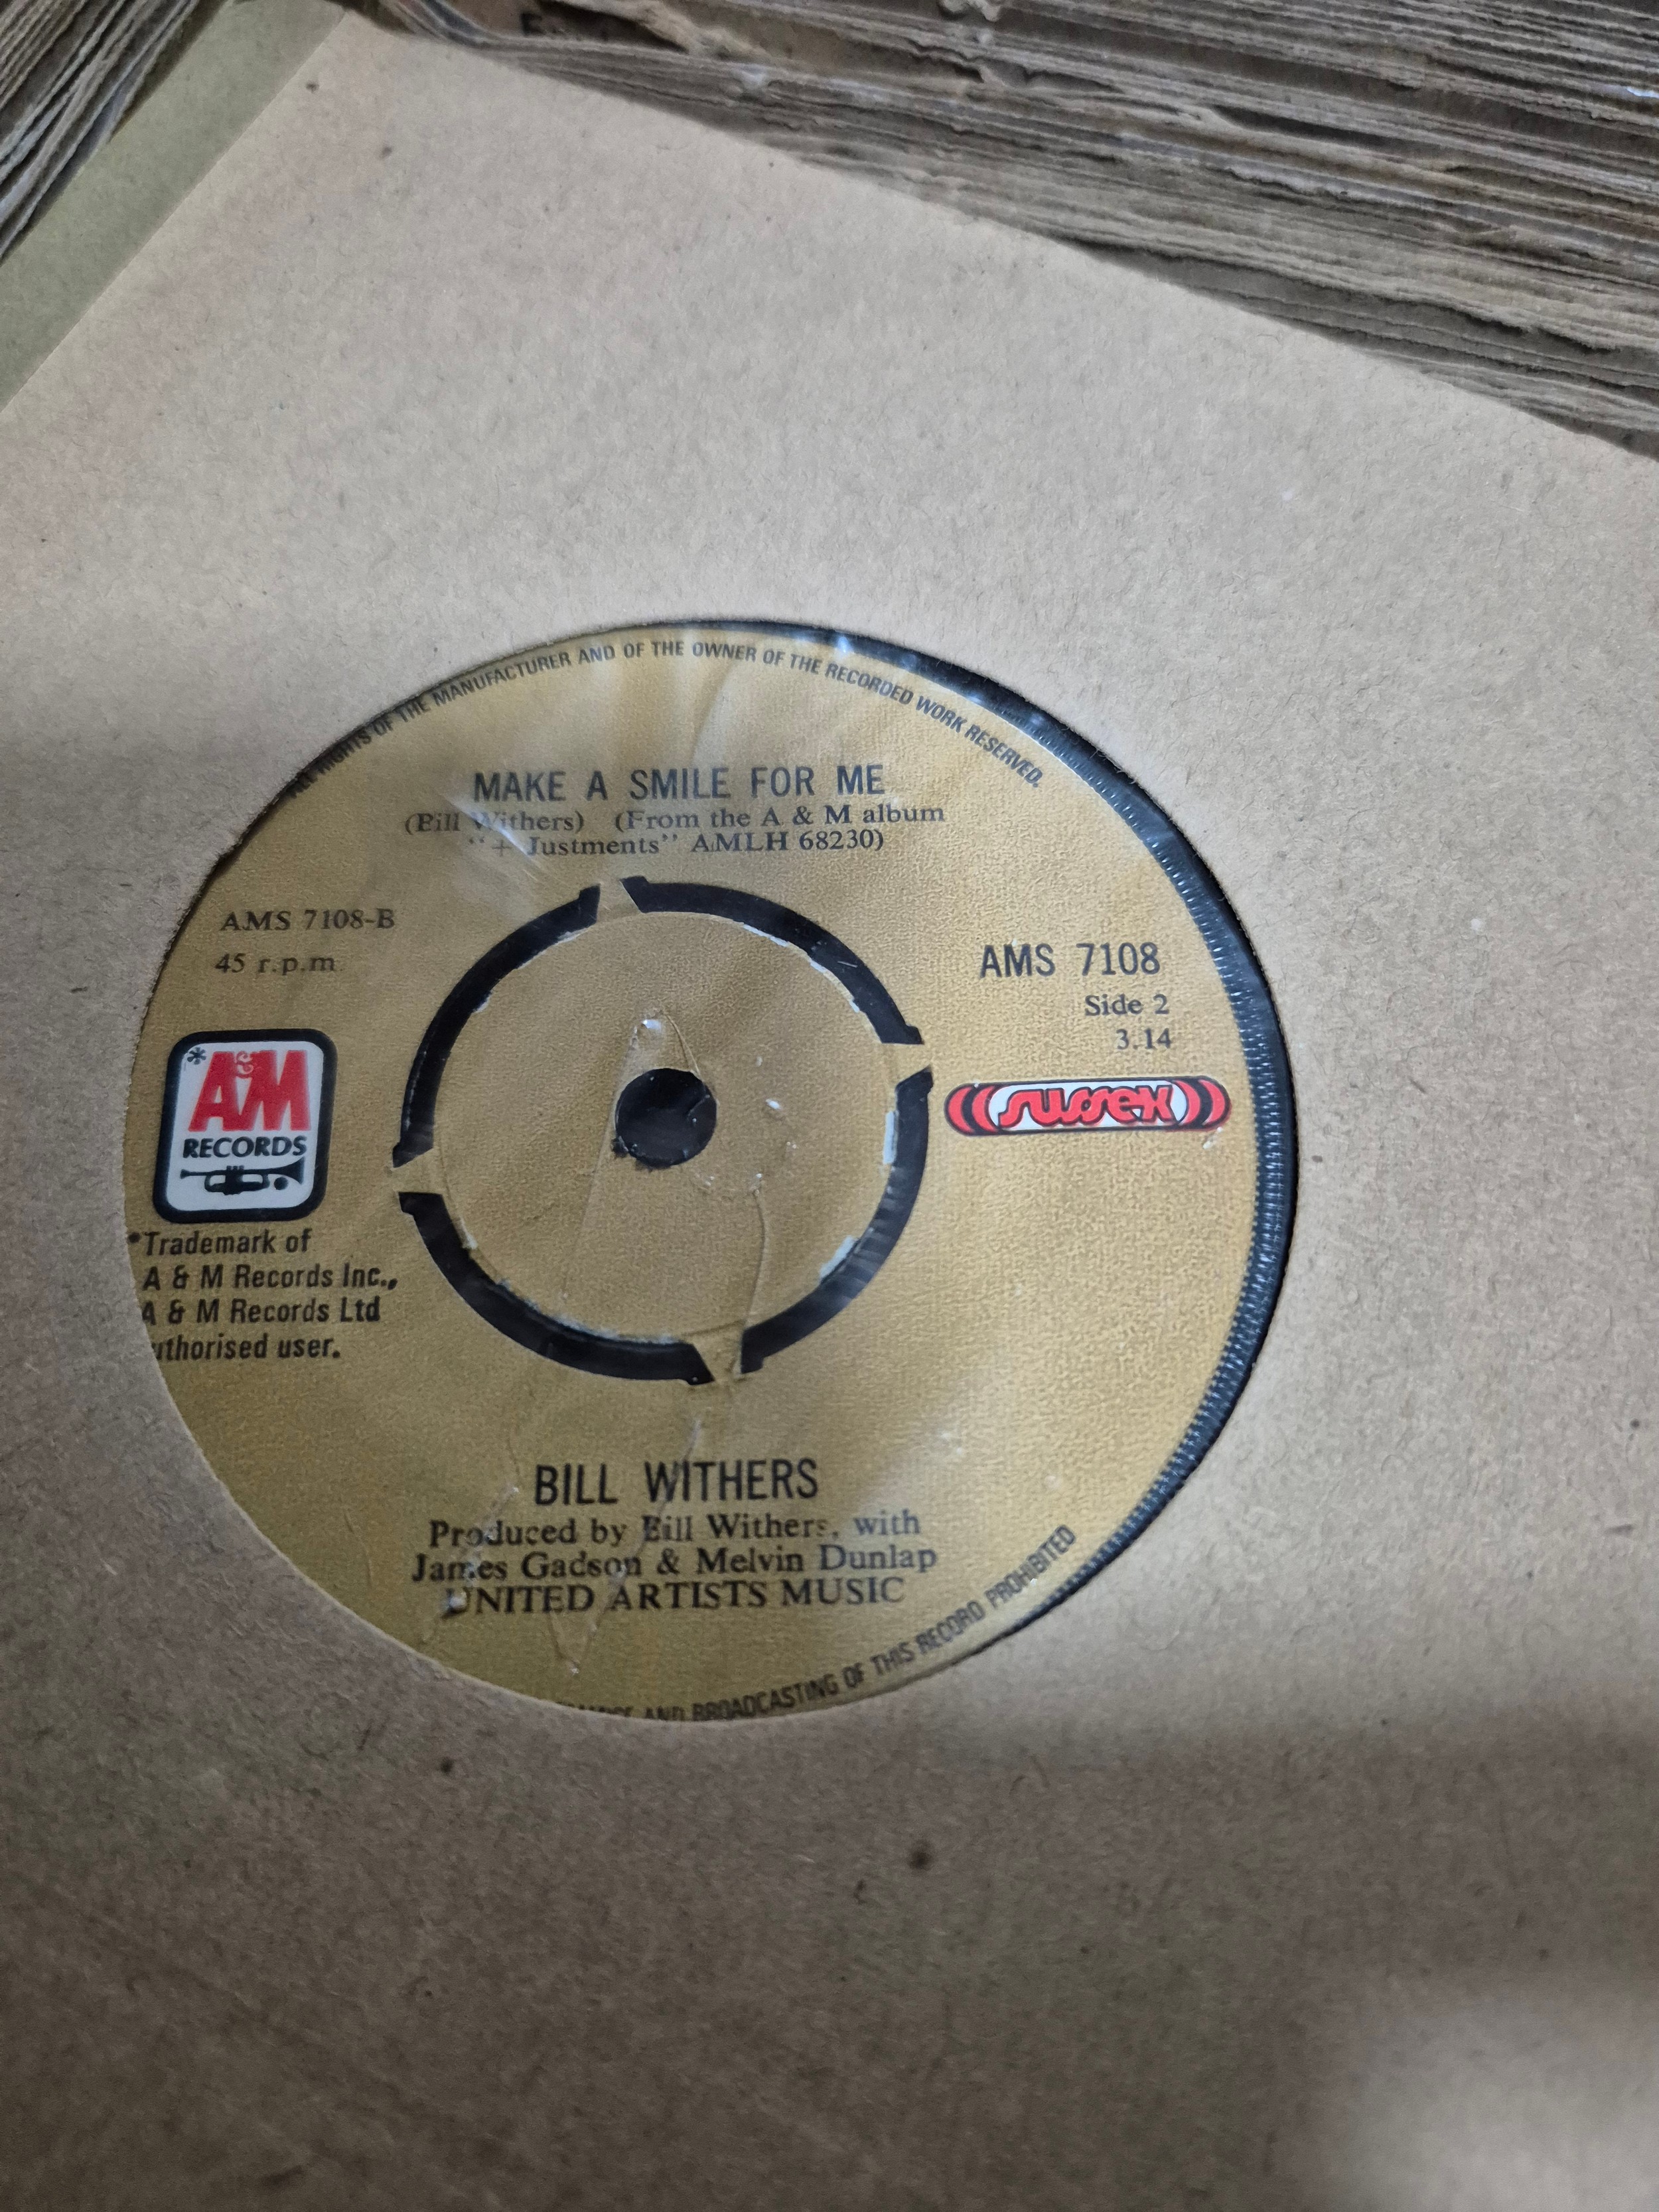 ALL RIGHTS OF THE MANUFACTURER AND OF THE OWNER OF THE RECORDED WORK RESERVED.
MAKE A SMILE FOR ME
(Bill Withers) (From the A & M album
"+ Justments" AMLH 68230)
AMS 7108-B
45 r.p.m.
AMS 7108
Side 2
3.14
*A&M
RECORDS
sussex
*Trademark of
A & M Records Inc.,
A & M Records Ltd
uthorised user.
BILL WITHERS
Produced by Bill Withers, with
James Gadson & Melvin Dunlap
UNITED ARTISTS MUSIC
AND BROADCASTING OF THIS RECORD PROHIBITED